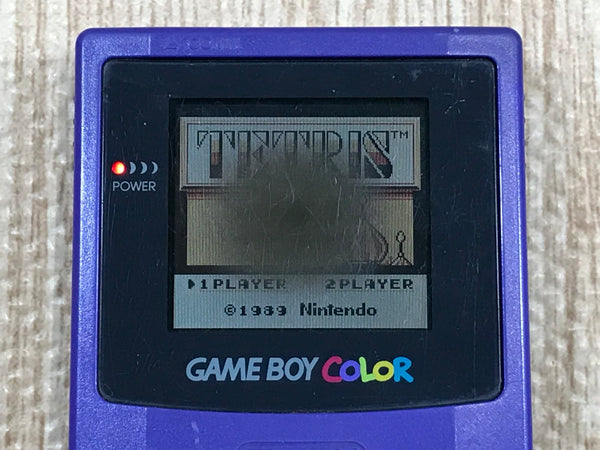 TETRIS™
POWER
1PLAYER 2PLAYER
©1989 Nintendo
GAME BOY COLOR